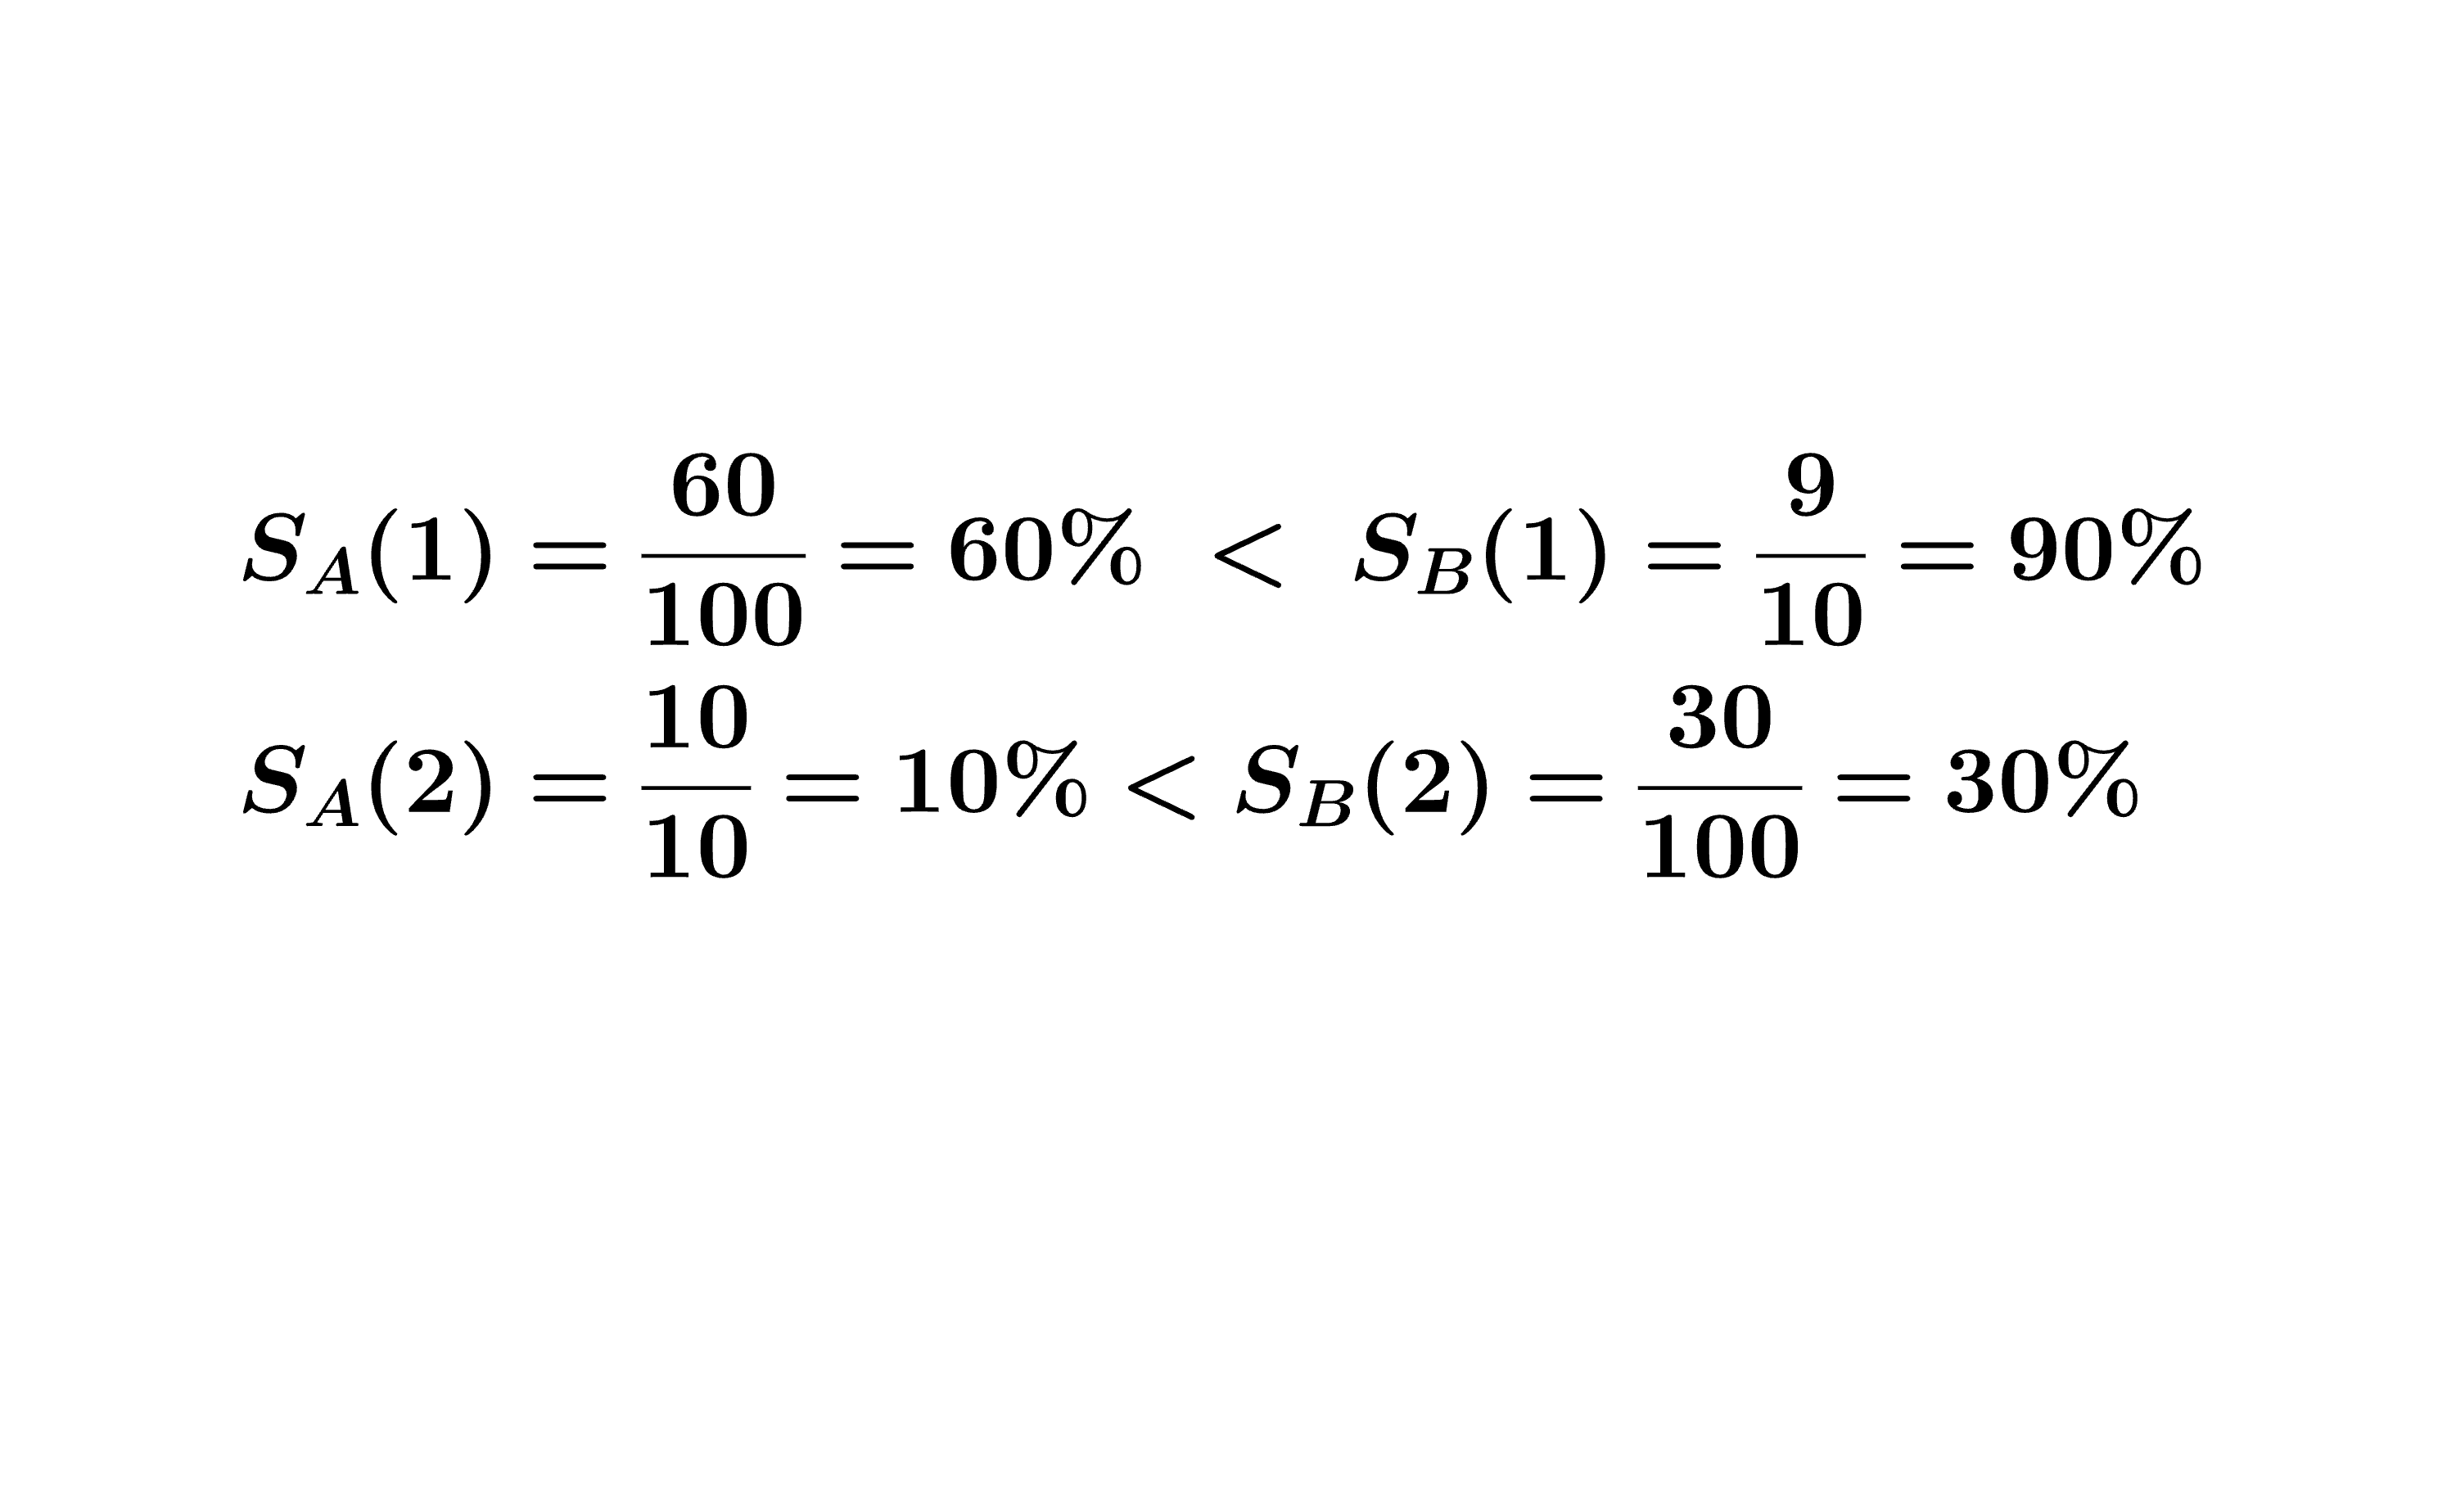 S_A(1) = 60/100 = 60% < S_B(1) = 9/10 = 90%
S_A(2) = 10/10 = 10% < S_B(2) = 30/100 = 30%